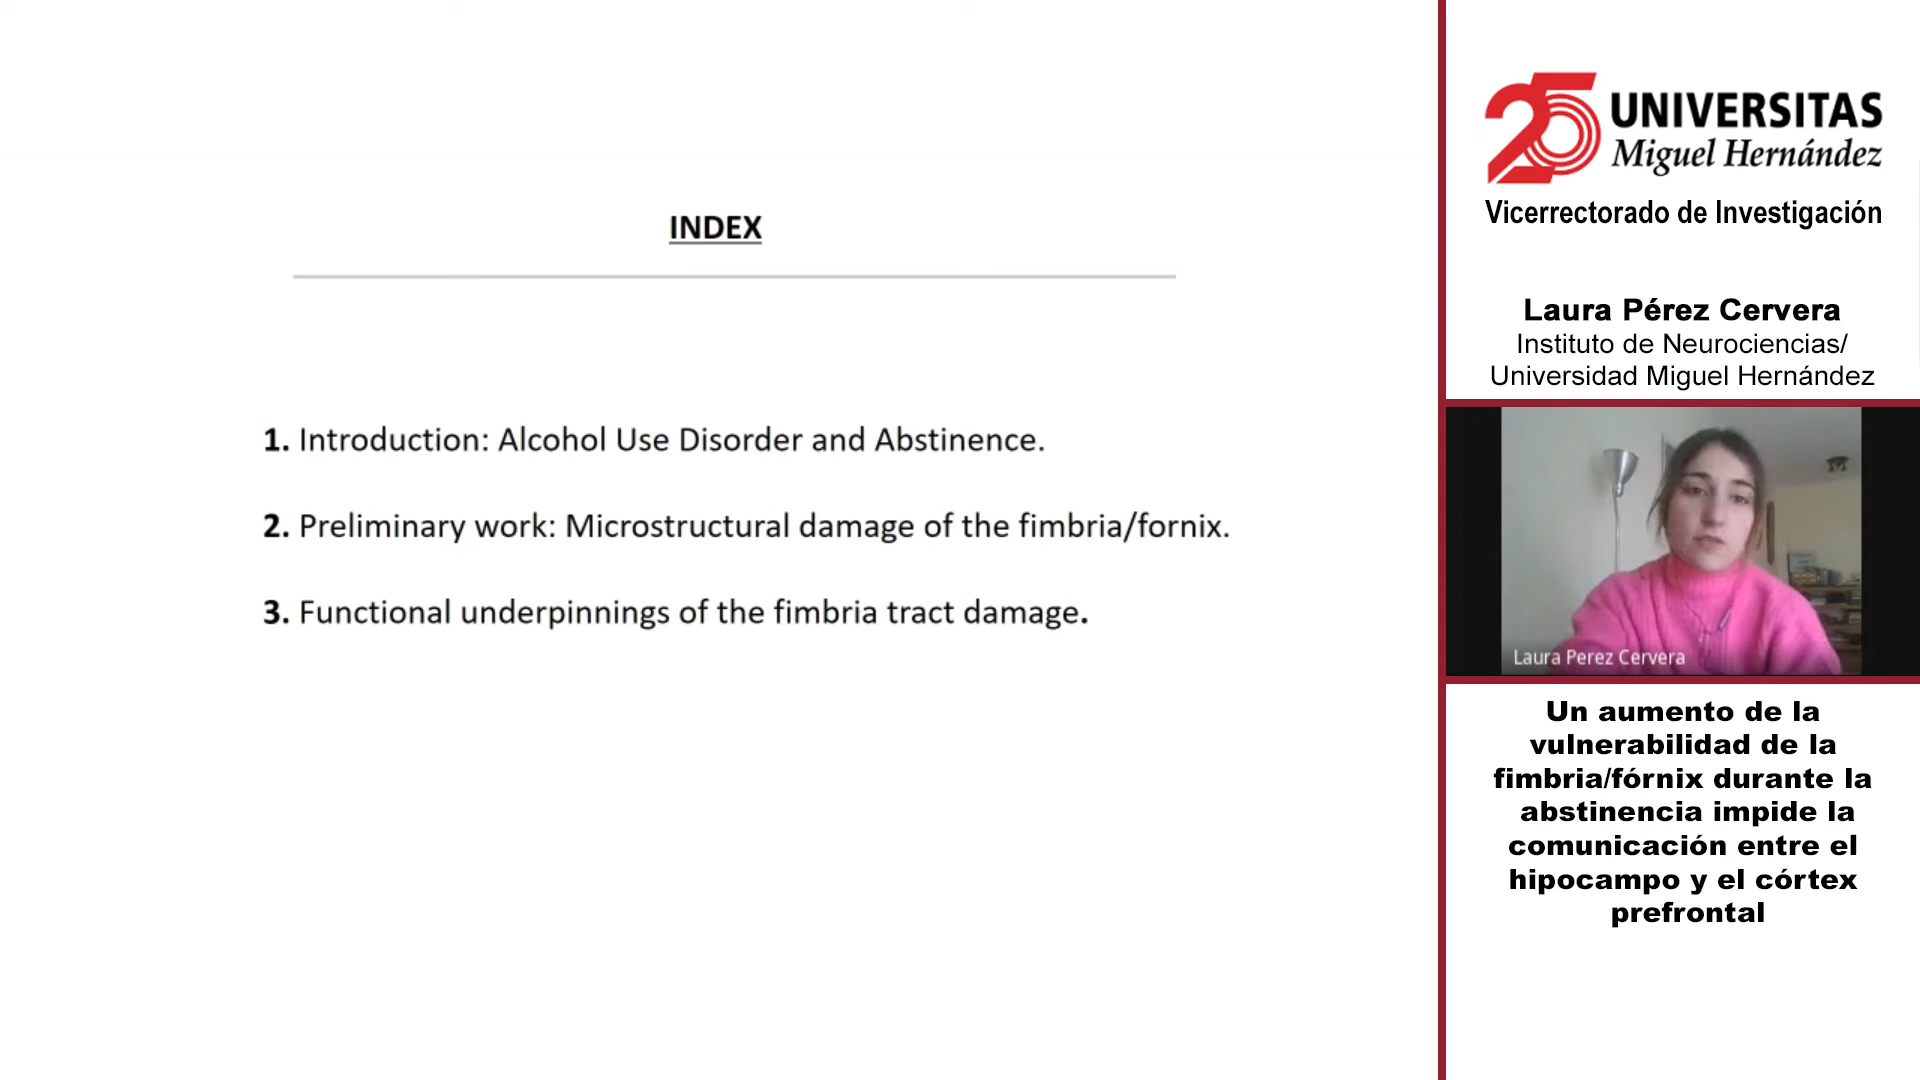 INDEX
1. Introduction: Alcohol Use Disorder and Abstinence.
2. Preliminary work: Microstructural damage of the fimbria/fornix.
3. Functional underpinnings of the fimbria tract damage.
25 UNIVERSITAS
Miguel Hernández
Vicerrectorado de Investigación
Laura Pérez Cervera
Instituto de Neurociencias/
Universidad Miguel Hernández
Laura Perez Cervera
Un aumento de la
vulnerabilidad de la
fimbria/fórnix durante la
abstinencia impide la
comunicación entre el
hipocampo y el córtex
prefrontal